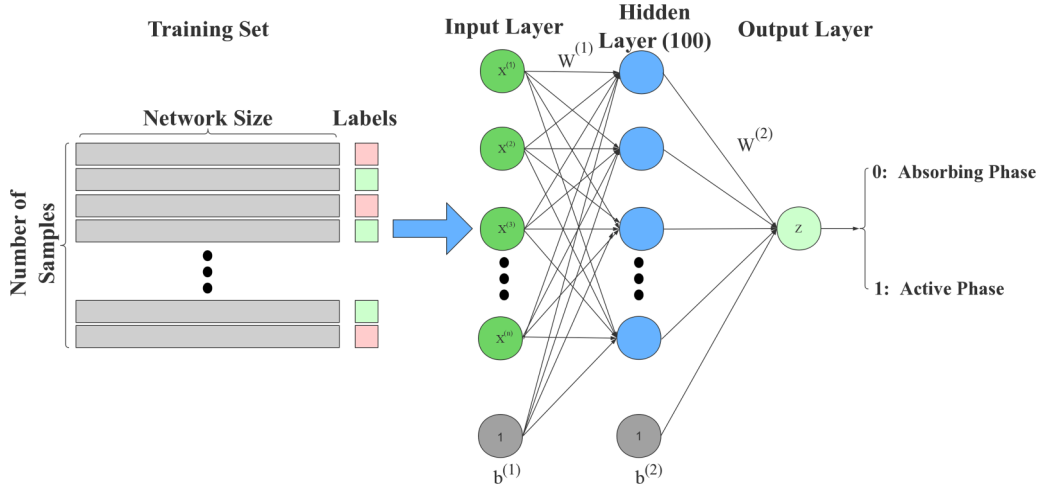 Training Set
Network Size
Labels
Number of
Samples
Input Layer
Hidden
Layer (100)
Output Layer
W^(1)
W^(2)
X^(1)
X^(2)
X^(3)
X^(n)
1
b^(1)
1
b^(2)
Z
0: Absorbing Phase
1: Active Phase